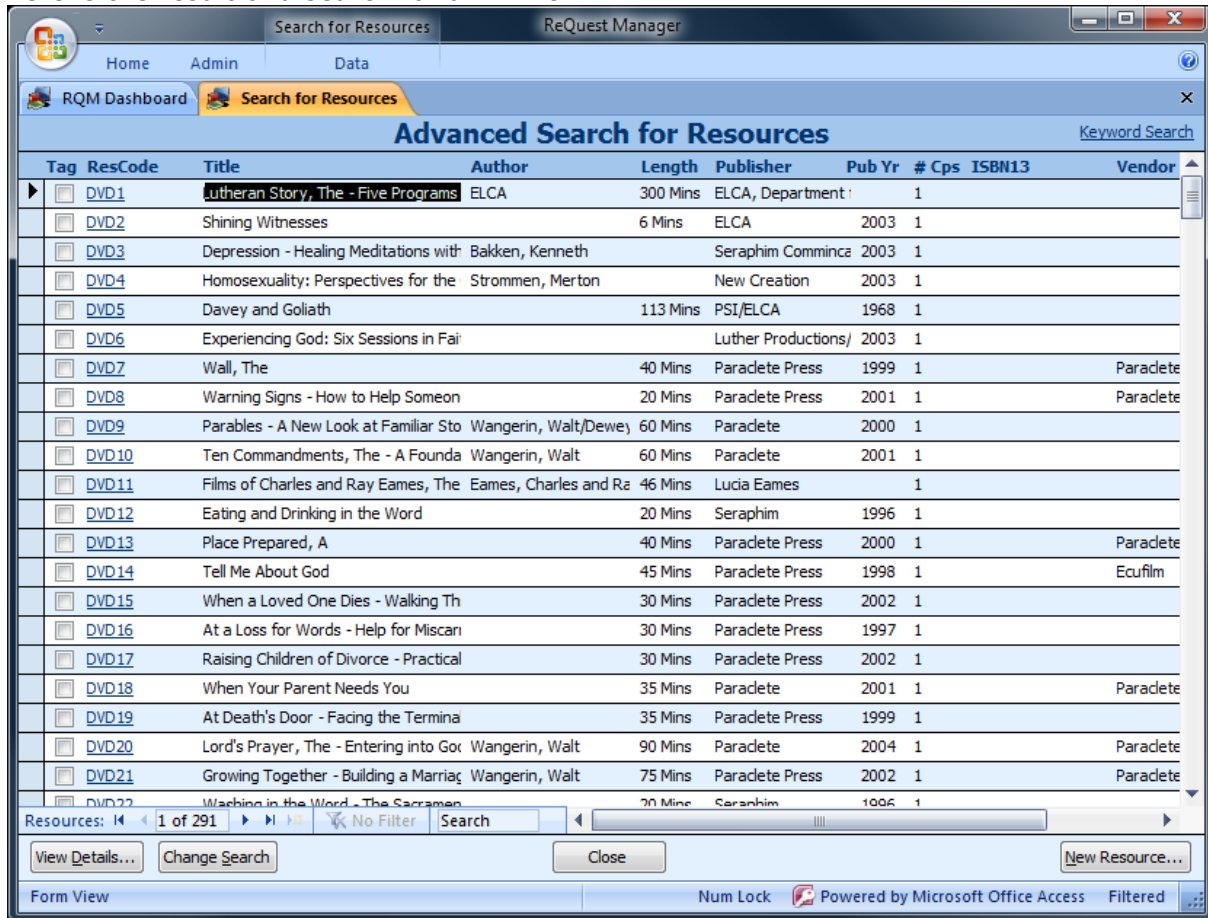 Search for Resources ReQuest Manager
Home Admin Data
RQM Dashboard Search for Resources
Advanced Search for Resources Keyword Search
Tag ResCode Title Author Length Publisher Pub Yr # Cps ISBN13 Vendor
DVD1 Lutheran Story, The - Five Programs ELCA 300 Mins ELCA, Department 1
DVD2 Shining Witnesses 6 Mins ELCA 2003 1
DVD3 Depression - Healing Meditations with Bakken, Kenneth Seraphim Comminca 2003 1
DVD4 Homosexuality: Perspectives for the Strommen, Merton New Creation 2003 1
DVD5 Davey and Goliath 113 Mins PSI/ELCA 1968 1
DVD6 Experiencing God: Six Sessions in Fai Luther Productions/ 2003 1
DVD7 Wall, The 40 Mins Paraclete Press 1999 1 Paraclete
DVD8 Warning Signs - How to Help Someon 20 Mins Paraclete Press 2001 1 Paraclete
DVD9 Parables - A New Look at Familiar Sto Wangerin, Walt/Dewey 60 Mins Paraclete 2000 1
DVD10 Ten Commandments, The - A Founda Wangerin, Walt 60 Mins Paraclete 2001 1
DVD11 Films of Charles and Ray Eames, The Eames, Charles and Ra 46 Mins Lucia Eames 1
DVD12 Eating and Drinking in the Word 20 Mins Seraphim 1996 1
DVD13 Place Prepared, A 40 Mins Paraclete Press 2000 1 Paraclete
DVD14 Tell Me About God 45 Mins Paraclete Press 1998 1 Ecufilm
DVD15 When a Loved One Dies - Walking Th 30 Mins Paraclete Press 2002 1
DVD16 At a Loss for Words - Help for Miscarr 30 Mins Paraclete Press 1997 1
DVD17 Raising Children of Divorce - Practical 30 Mins Paraclete Press 2002 1
DVD18 When Your Parent Needs You 35 Mins Paraclete 2001 1 Paraclete
DVD19 At Death's Door - Facing the Terminal 35 Mins Paraclete Press 1999 1
DVD20 Lord's Prayer, The - Entering into God Wangerin, Walt 90 Mins Paraclete 2004 1 Paraclete
DVD21 Growing Together - Building a Marriag Wangerin, Walt 75 Mins Paraclete Press 2002 1 Paraclete
DVD22 Washing in the Word - The Sacramen 20 Mins Seraphim 1996 1
Resources: 1 of 291 No Filter Search
View Details... Change Search Close New Resource...
Form View Num Lock Powered by Microsoft Office Access Filtered